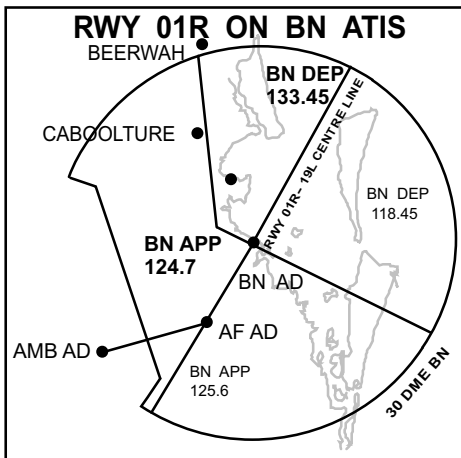 RWY 01R ON BN ATIS
BEERWAH
BN DEP
133.45
CABOOLTURE
RWY 01R- 19L CENTRE LINE
BN DEP
118.45
BN APP
124.7
BN AD
AF AD
AMB AD
BN APP
125.6
30 DME BN